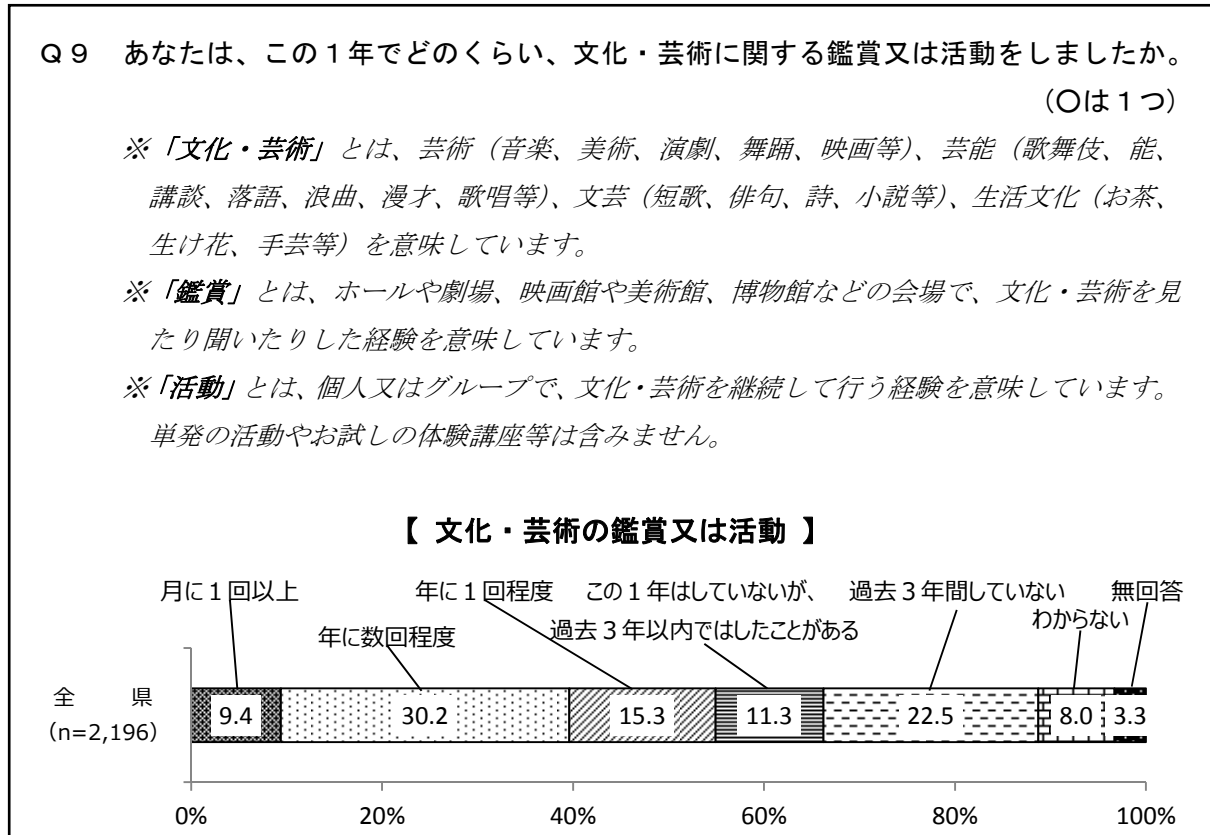 Q９ あなたは、この１年でどのくらい、文化・芸術に関する鑑賞又は活動をしましたか。
（〇は１つ）
※「文化・芸術」とは、芸術（音楽、美術、演劇、舞踊、映画等）、芸能（歌舞伎、能、
講談、落語、浪曲、漫才、歌唱等）、文芸（短歌、俳句、詩、小説等）、生活文化（お茶、
生け花、手芸等）を意味しています。
※「鑑賞」とは、ホールや劇場、映画館や美術館、博物館などの会場で、文化・芸術を見
たり聞いたりした経験を意味しています。
※「活動」とは、個人又はグループで、文化・芸術を継続して行う経験を意味しています。
単発の活動やお試しの体験講座等は含みません。
【 文化・芸術の鑑賞又は活動 】
月に１回以上 年に１回程度 この１年はしていないが、 過去３年間していない 無回答
年に数回程度 過去３年以内ではしたことがある わからない
全 県 9.4 30.2 15.3 11.3 22.5 8.0 3.3
（n=2,196）
0% 20% 40% 60% 80% 100%